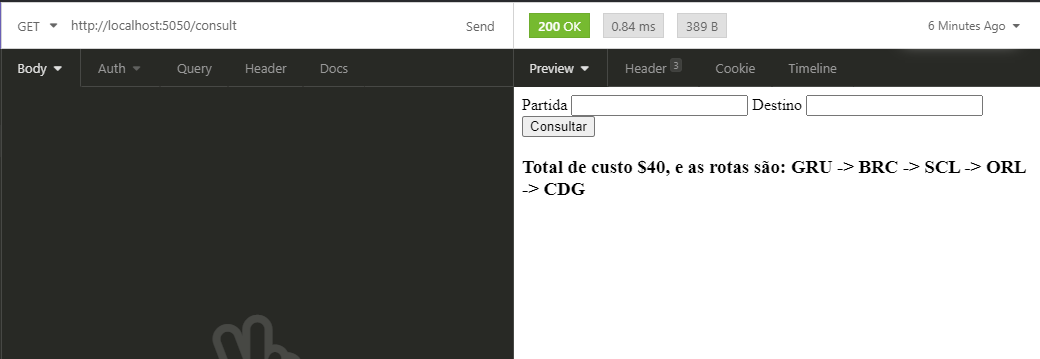 GET http://localhost:5050/consult Send 200 OK 0.84 ms 389 B 6 Minutes Ago
Body Auth Query Header Docs Preview Header 3 Cookie Timeline
Partida Destino
Consultar
Total de custo $40, e as rotas são: GRU -> BRC -> SCL -> ORL
-> CDG